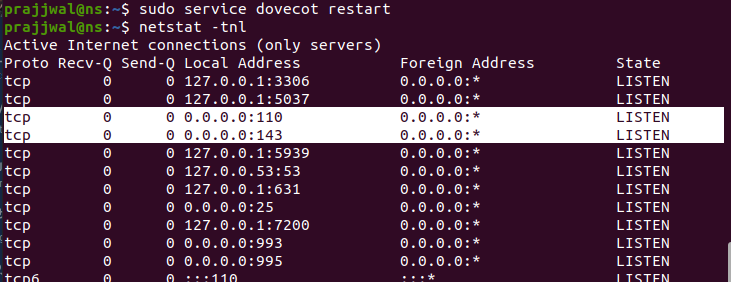 prajjwal@ns:~$ sudo service dovecot restart
prajjwal@ns:~$ netstat -tnl
Active Internet connections (only servers)
Proto Recv-Q Send-Q Local Address           Foreign Address         State
tcp        0      0 127.0.0.1:3306          0.0.0.0:*               LISTEN
tcp        0      0 127.0.0.1:5037          0.0.0.0:*               LISTEN
tcp        0      0 0.0.0.0:110             0.0.0.0:*               LISTEN
tcp        0      0 0.0.0.0:143             0.0.0.0:*               LISTEN
tcp        0      0 127.0.0.1:5939          0.0.0.0:*               LISTEN
tcp        0      0 127.0.0.53:53           0.0.0.0:*               LISTEN
tcp        0      0 127.0.0.1:631           0.0.0.0:*               LISTEN
tcp        0      0 0.0.0.0:25              0.0.0.0:*               LISTEN
tcp        0      0 127.0.0.1:7200          0.0.0.0:*               LISTEN
tcp        0      0 0.0.0.0:993             0.0.0.0:*               LISTEN
tcp        0      0 0.0.0.0:995             0.0.0.0:*               LISTEN
tcp6       0      0 :::110                  :::*                    LISTEN